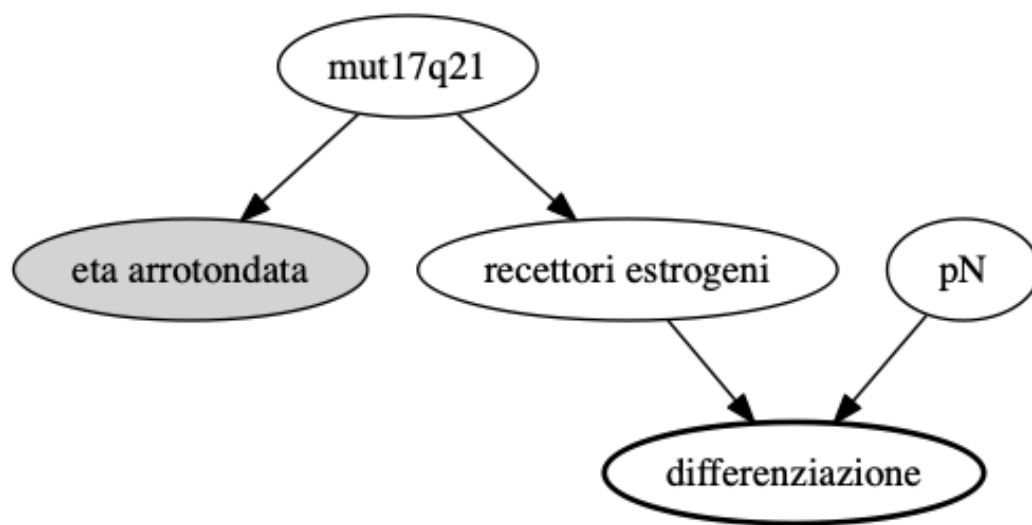 mut17q21
eta arrotondata
recettori estrogeni
pN
differenziazione